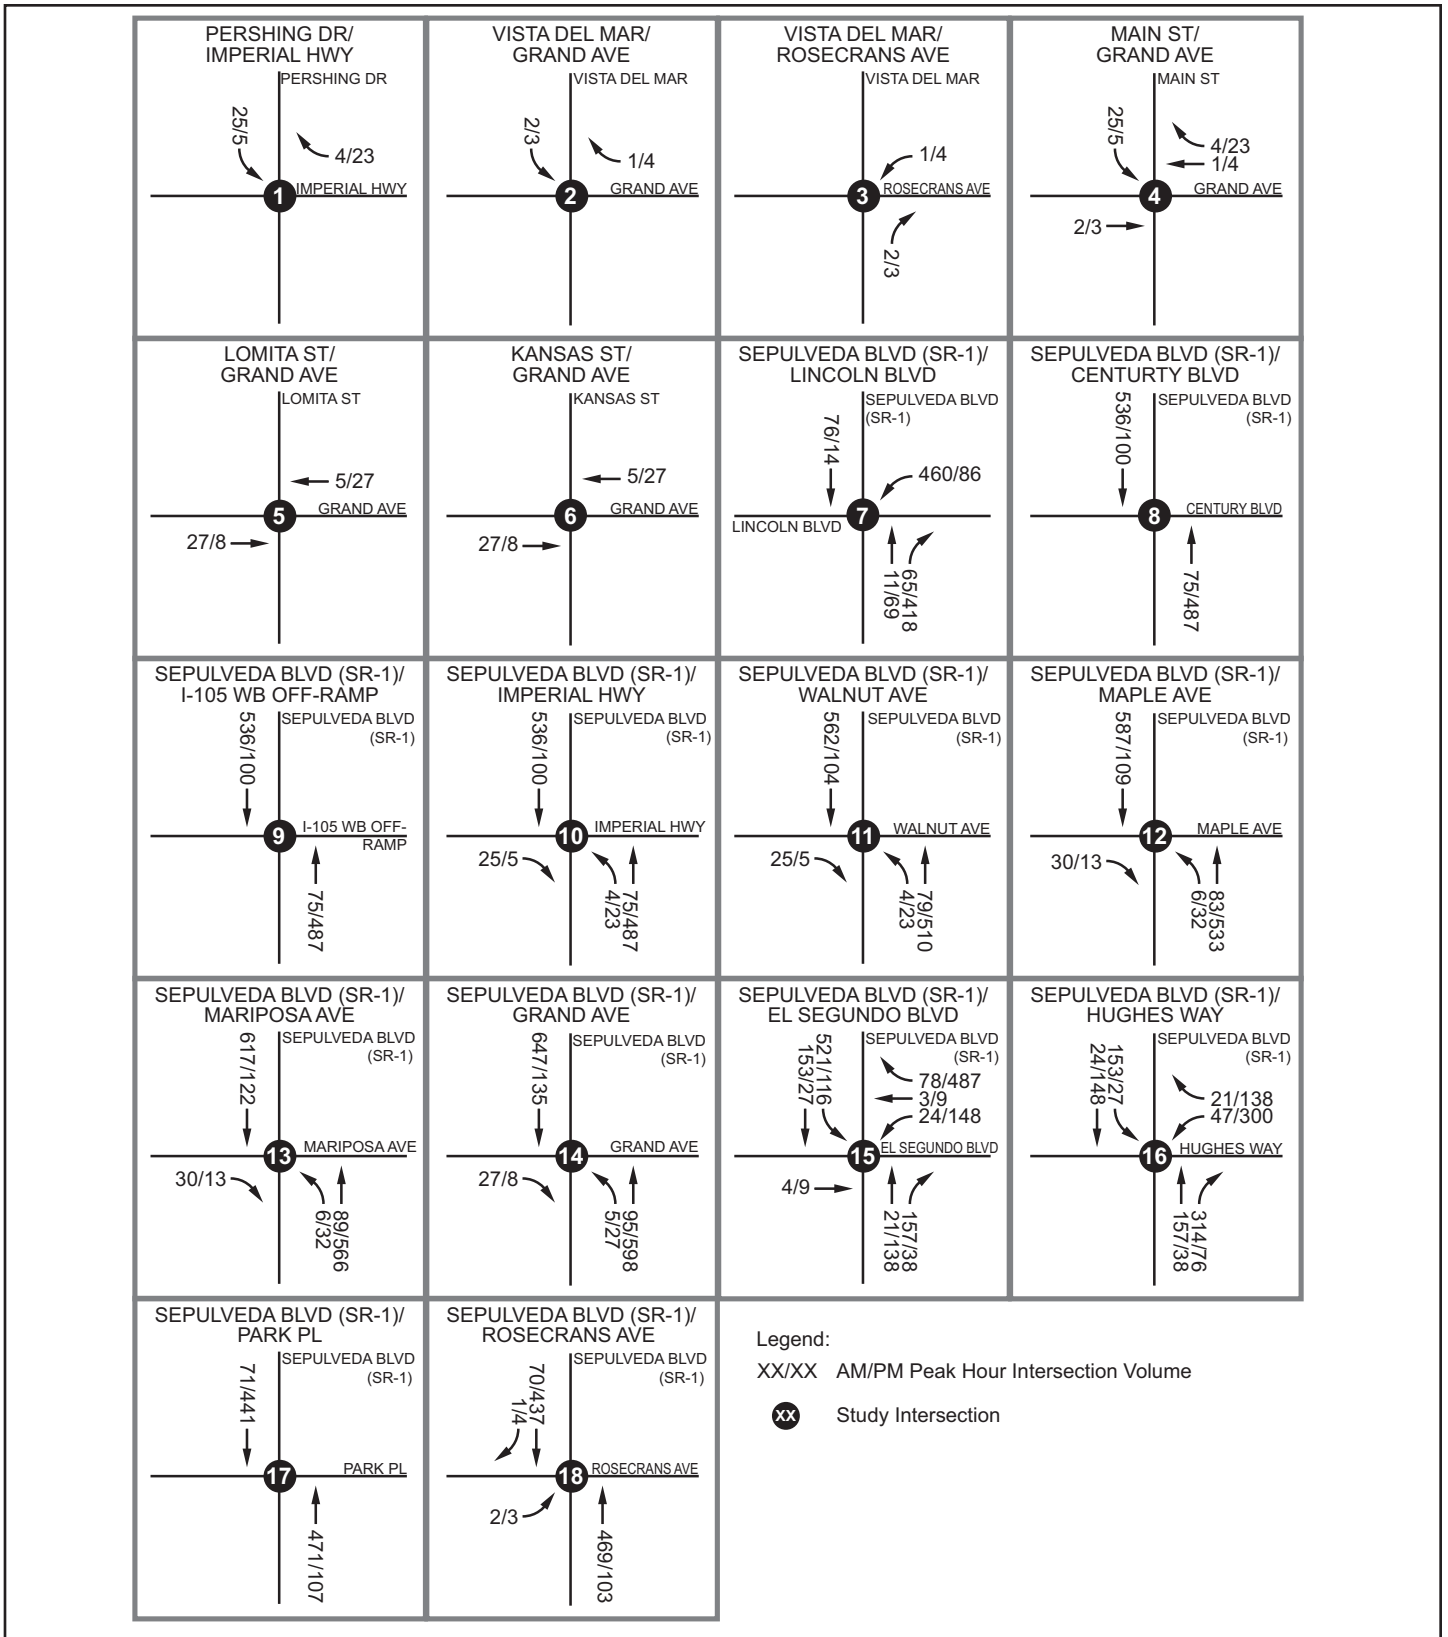 PERSHING DR/
IMPERIAL HWY
PERSHING DR
25/5
4/23
1
IMPERIAL HWY
VISTA DEL MAR/
GRAND AVE
VISTA DEL MAR
2/3
1/4
2
GRAND AVE
VISTA DEL MAR/
ROSECRANS AVE
VISTA DEL MAR
1/4
3
ROSECRANS AVE
2/3
MAIN ST/
GRAND AVE
MAIN ST
25/5
4/23
1/4
4
GRAND AVE
2/3
LOMITA ST/
GRAND AVE
LOMITA ST
5/27
5
GRAND AVE
27/8
KANSAS ST/
GRAND AVE
KANSAS ST
5/27
6
GRAND AVE
27/8
SEPULVEDA BLVD (SR-1)/
LINCOLN BLVD
SEPULVEDA BLVD
(SR-1)
76/14
460/86
7
LINCOLN BLVD
11/69
65/418
SEPULVEDA BLVD (SR-1)/
CENTURTY BLVD
SEPULVEDA BLVD
(SR-1)
536/100
8
CENTURY BLVD
75/487
SEPULVEDA BLVD (SR-1)/
I-105 WB OFF-RAMP
SEPULVEDA BLVD
(SR-1)
536/100
9
I-105 WB OFF-
RAMP
75/487
SEPULVEDA BLVD (SR-1)/
IMPERIAL HWY
SEPULVEDA BLVD
(SR-1)
536/100
10
IMPERIAL HWY
25/5
4/23
75/487
SEPULVEDA BLVD (SR-1)/
WALNUT AVE
SEPULVEDA BLVD
(SR-1)
562/104
11
WALNUT AVE
25/5
4/23
79/510
SEPULVEDA BLVD (SR-1)/
MAPLE AVE
SEPULVEDA BLVD
(SR-1)
587/109
12
MAPLE AVE
30/13
6/32
83/533
SEPULVEDA BLVD (SR-1)/
MARIPOSA AVE
SEPULVEDA BLVD
(SR-1)
617/122
13
MARIPOSA AVE
30/13
6/32
89/566
SEPULVEDA BLVD (SR-1)/
GRAND AVE
SEPULVEDA BLVD
(SR-1)
647/135
14
GRAND AVE
27/8
5/27
95/598
SEPULVEDA BLVD (SR-1)/
EL SEGUNDO BLVD
SEPULVEDA BLVD
(SR-1)
153/27
521/116
78/487
3/9
24/148
15
EL SEGUNDO BLVD
4/9
21/138
157/38
SEPULVEDA BLVD (SR-1)/
HUGHES WAY
SEPULVEDA BLVD
(SR-1)
24/148
153/27
21/138
47/300
16
HUGHES WAY
157/38
314/76
SEPULVEDA BLVD (SR-1)/
PARK PL
SEPULVEDA BLVD
(SR-1)
71/441
17
PARK PL
471/107
SEPULVEDA BLVD (SR-1)/
ROSECRANS AVE
SEPULVEDA BLVD
(SR-1)
1/4
70/437
18
ROSECRANS AVE
2/3
469/103
Legend:
XX/XX AM/PM Peak Hour Intersection Volume
XX Study Intersection